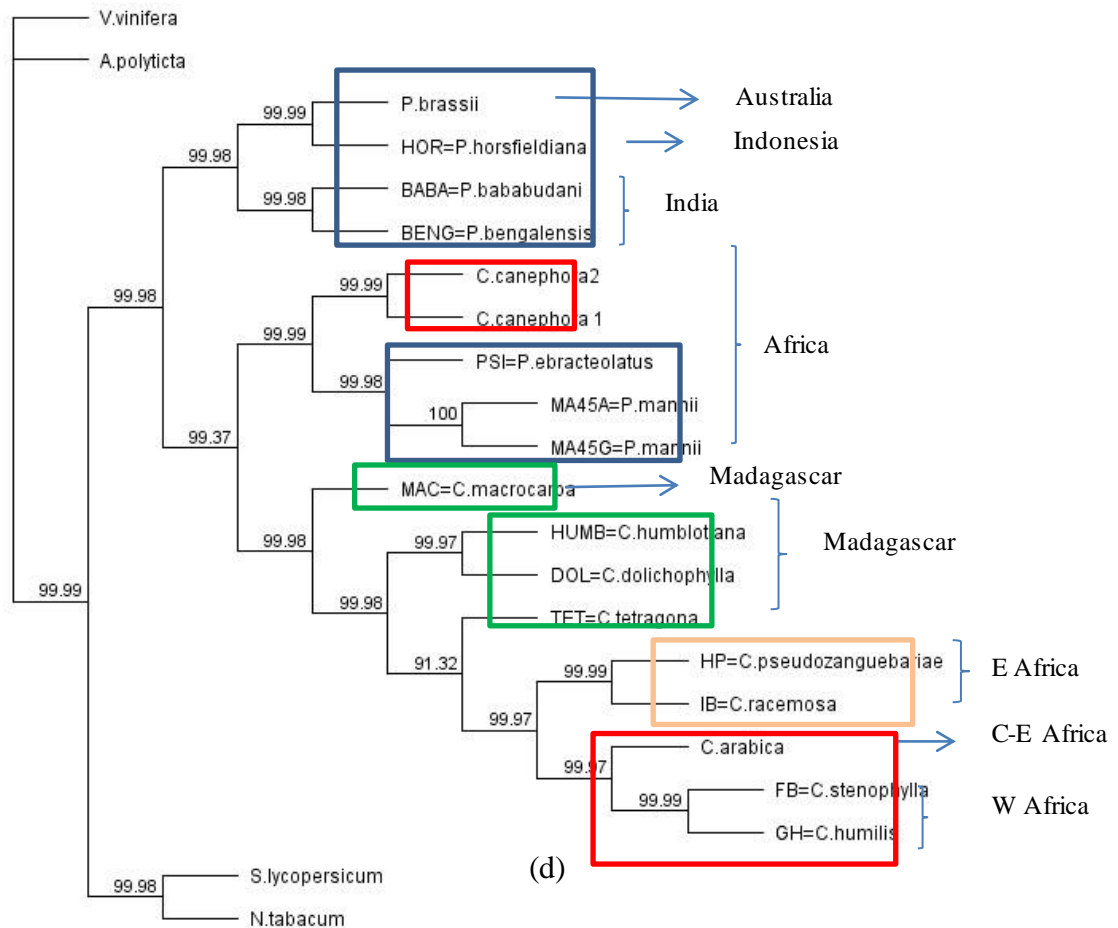 V.vinifera
A.polyticta
P.brassii
Australia
99.99
HOR=P.horsfieldiana
Indonesia
99.98
BABA=P.bababudani
99.98
India
BENG=P.bengalensis
C.canephora2
99.99
99.98
C.canephora 1
99.99
Africa
PSI=P.ebracteolatus
99.98
MA45A=P.mannii
100
99.37
MA45G=P.mannii
MAC=C.macrocarpa
Madagascar
HUMB=C.humblotiana
99.98
99.97
Madagascar
DOL=C.dolichophylla
99.99
99.98
TET=C.tetragona
91.32
HP=C.pseudozanguebariae
E Africa
99.99
IB=C.racemosa
99.97
C-E Africa
C.arabica
99.97
FB=C.stenophylla
99.99
W Africa
GH=C.humilis
(d)
S.lycopersicum
99.98
N.tabacum